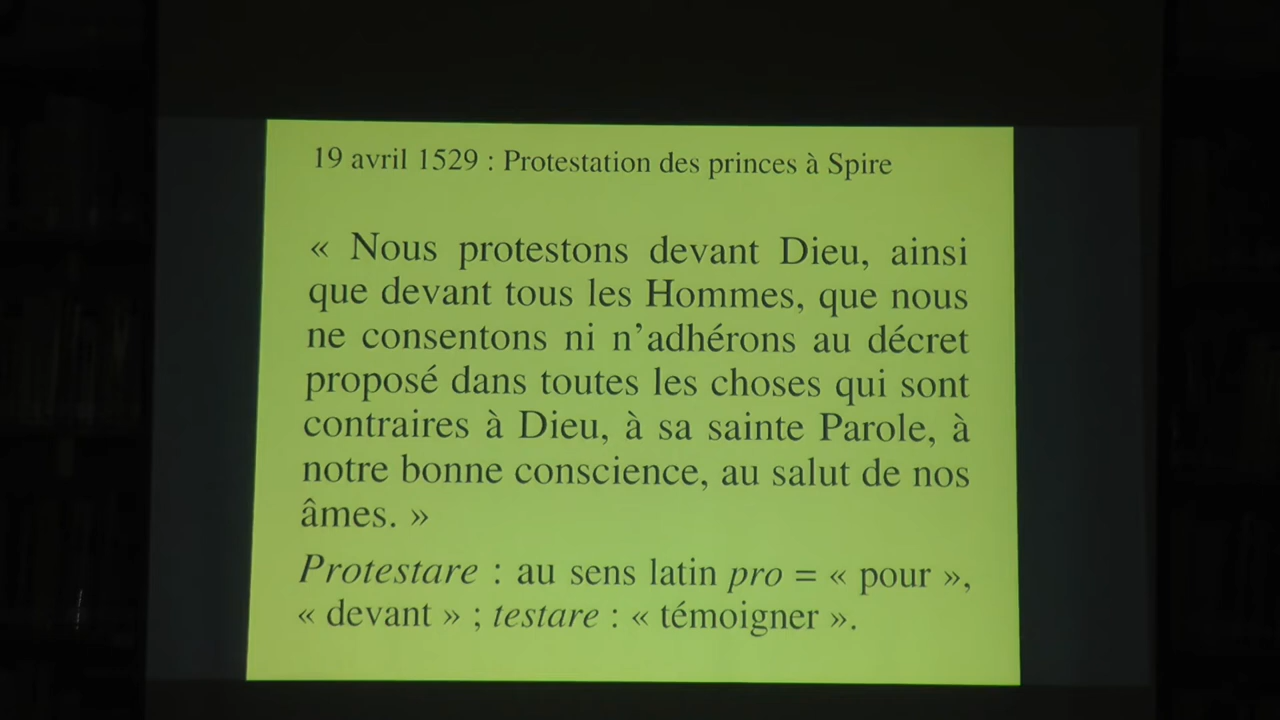 19 avril 1529 : Protestation des princes à Spire
« Nous protestons devant Dieu, ainsi
que devant tous les Hommes, que nous
ne consentons ni n’adhérons au décret
proposé dans toutes les choses qui sont
contraires à Dieu, à sa sainte Parole, à
notre bonne conscience, au salut de nos
âmes. »
Protestare : au sens latin pro = « pour »,
« devant » ; testare : « témoigner ».